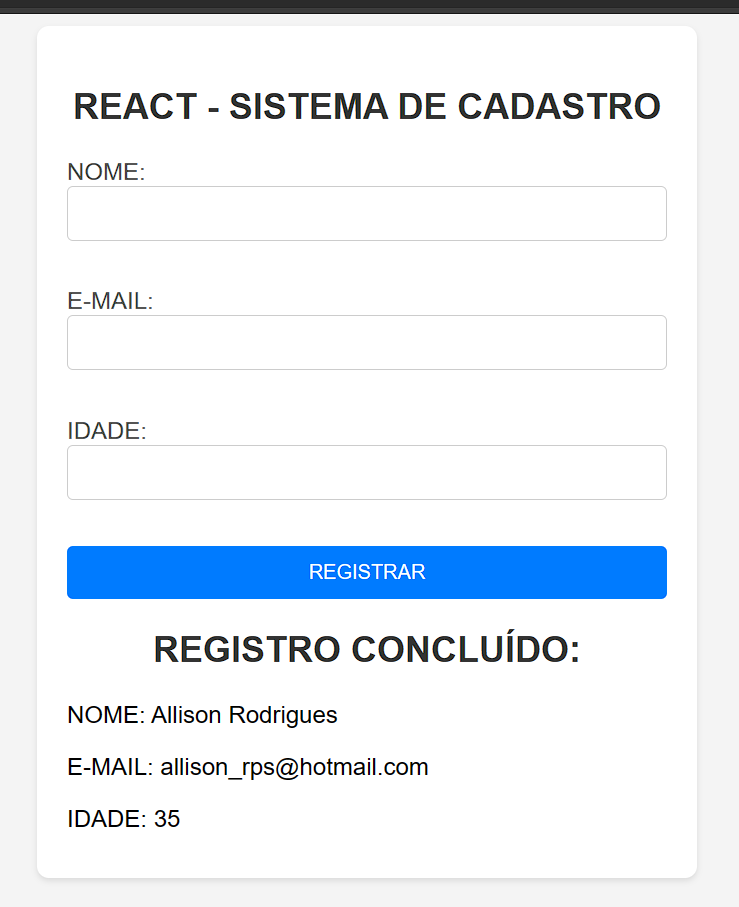 REACT - SISTEMA DE CADASTRO
NOME:
E-MAIL:
IDADE:
REGISTRAR
REGISTRO CONCLUÍDO:
NOME: Allison Rodrigues
E-MAIL: allison_rps@hotmail.com
IDADE: 35